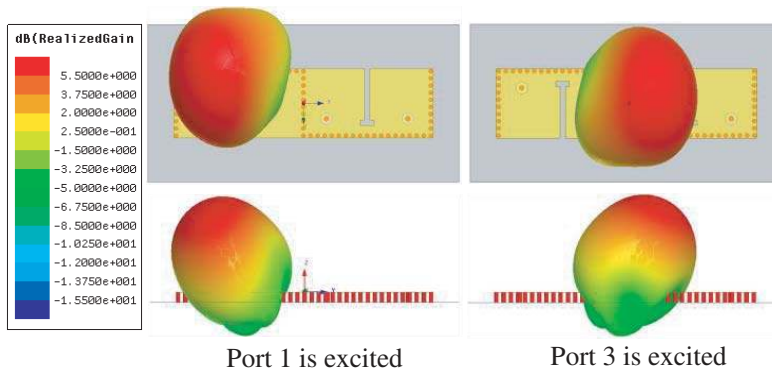 dB(RealizedGain
5.5000e+000
3.7500e+000
2.0000e+000
2.5000e-001
-1.5000e+000
-3.2500e+000
-5.0000e+000
-6.7500e+000
-8.5000e+000
-1.0250e+001
-1.2000e+001
-1.3750e+001
-1.5500e+001
Z
Port 1 is excited
Port 3 is excited